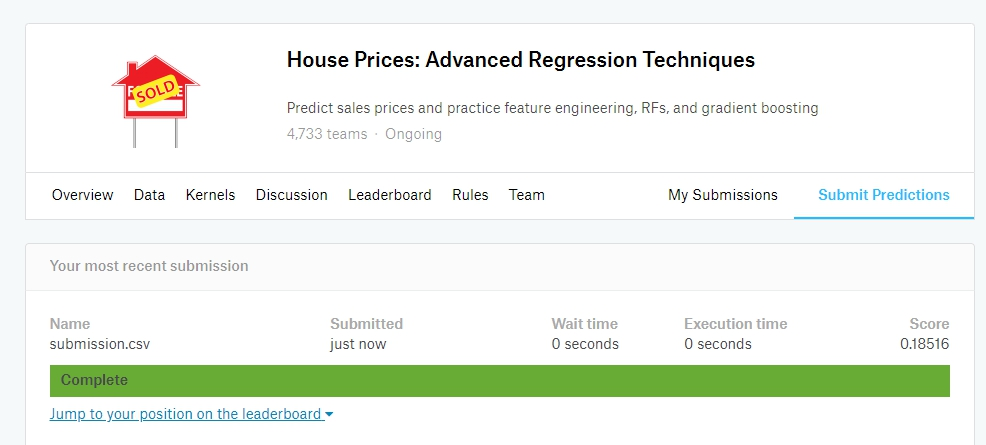 SOLD
House Prices: Advanced Regression Techniques
Predict sales prices and practice feature engineering, RFs, and gradient boosting
4,733 teams · Ongoing
Overview Data Kernels Discussion Leaderboard Rules Team My Submissions Submit Predictions
Your most recent submission
Name Submitted Wait time Execution time Score
submission.csv just now 0 seconds 0 seconds 0.18516
Complete
Jump to your position on the leaderboard